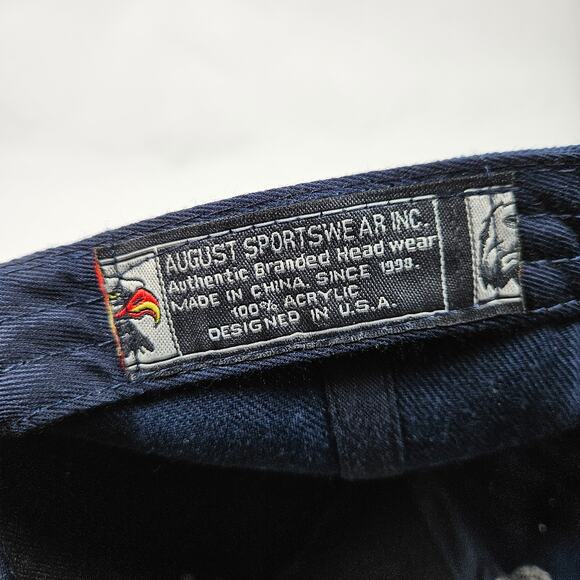 AUGUST SPORTSWEAR INC.
Authentic Branded Head wear
MADE IN CHINA. SINCE 1998.
100% ACRYLIC
DESIGNED IN U.S.A.